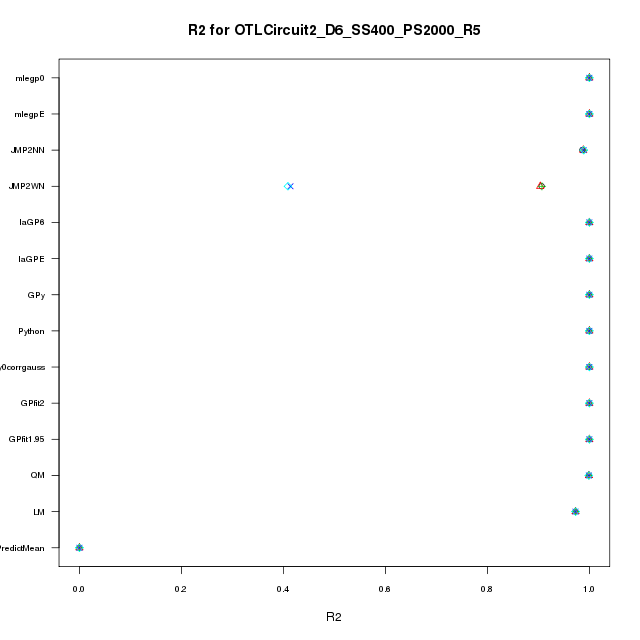 R2 for OTLCircuit2_D6_SS400_PS2000_R5
mlegp0
mlegpE
JMP2NN
JMP2WN
laGP6
laGPE
GPy
Python
y0corrgauss
GPfit2
GPfit1.95
QM
LM
PredictMean
0.0 0.2 0.4 0.6 0.8 1.0
R2